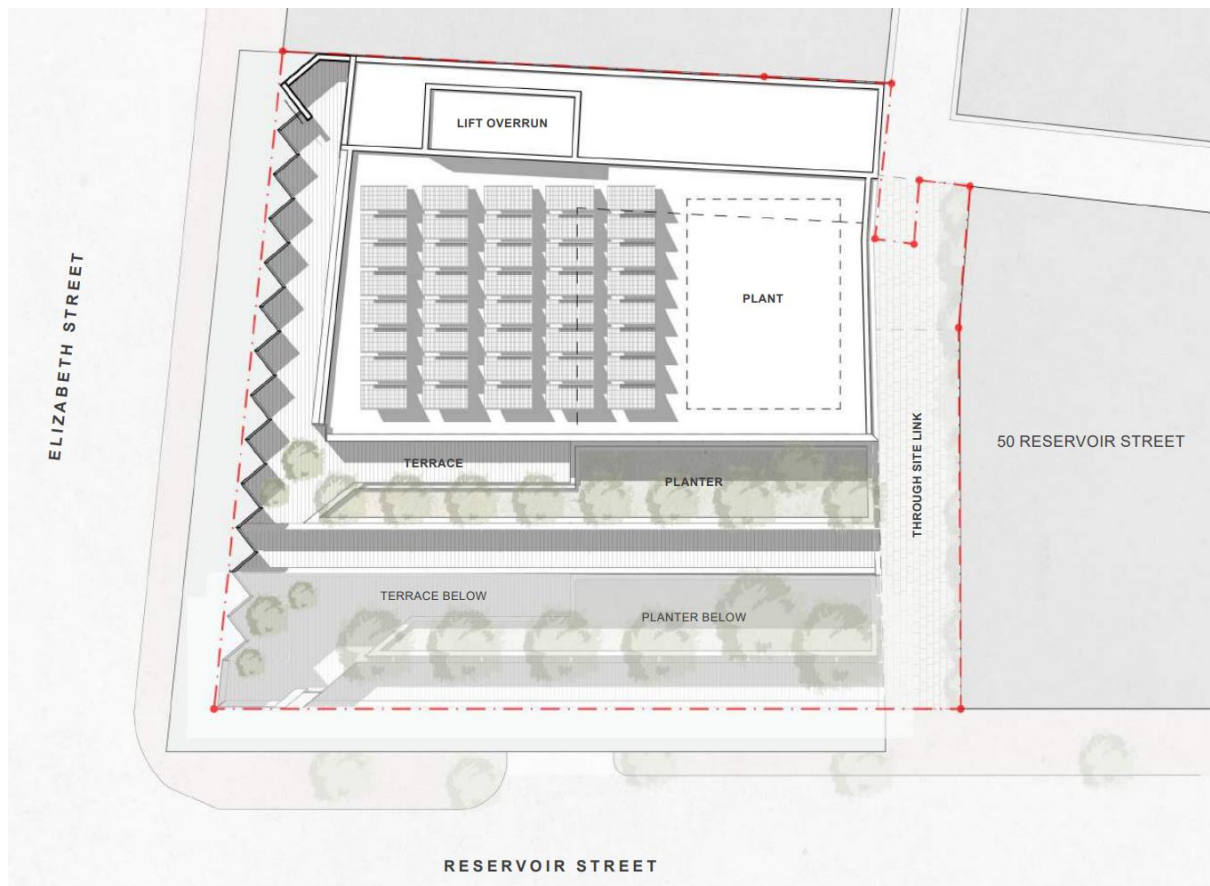 LIFT OVERRUN
ELIZABETH STREET
PLANT
THROUGH SITE LINK
50 RESERVOIR STREET
TERRACE
PLANTER
TERRACE BELOW
PLANTER BELOW
RESERVOIR STREET